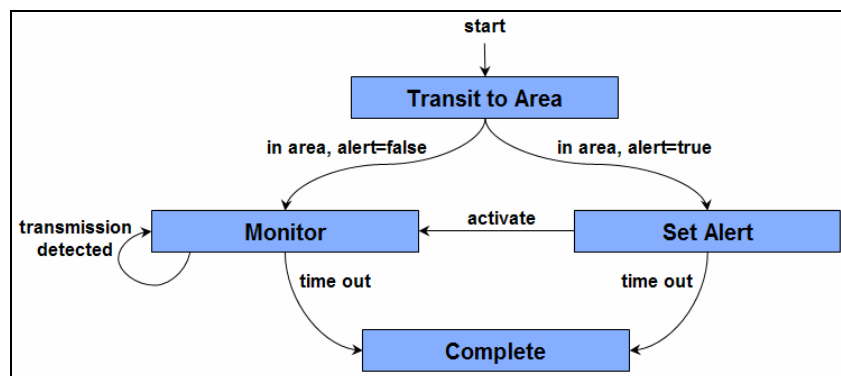 start
Transit to Area
in area, alert=false
in area, alert=true
transmission
detected
Monitor
activate
Set Alert
time out
time out
Complete